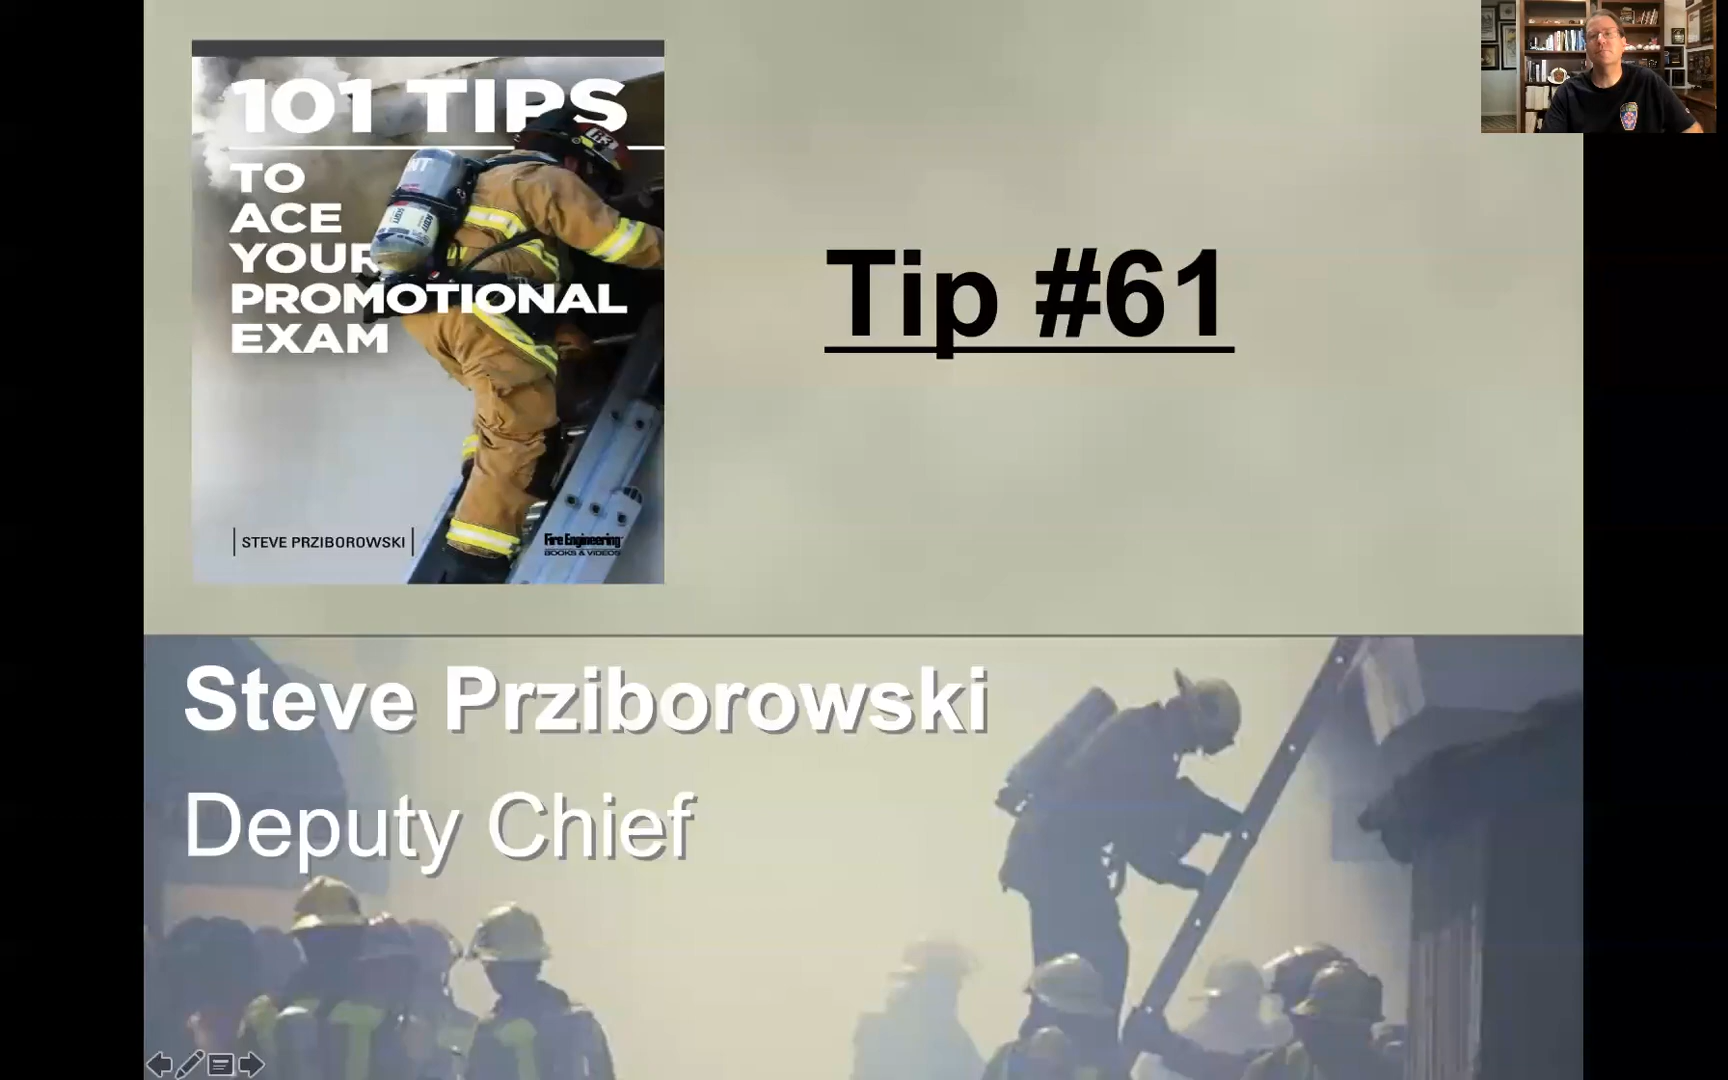 101 TIPS
TO
ACE
YOUR
PROMOTIONAL
EXAM
STEVE PRZIBOROWSKI
Fire Engineering
BOOKS & VIDEOS
Tip #61
Steve Prziborowski
Deputy Chief